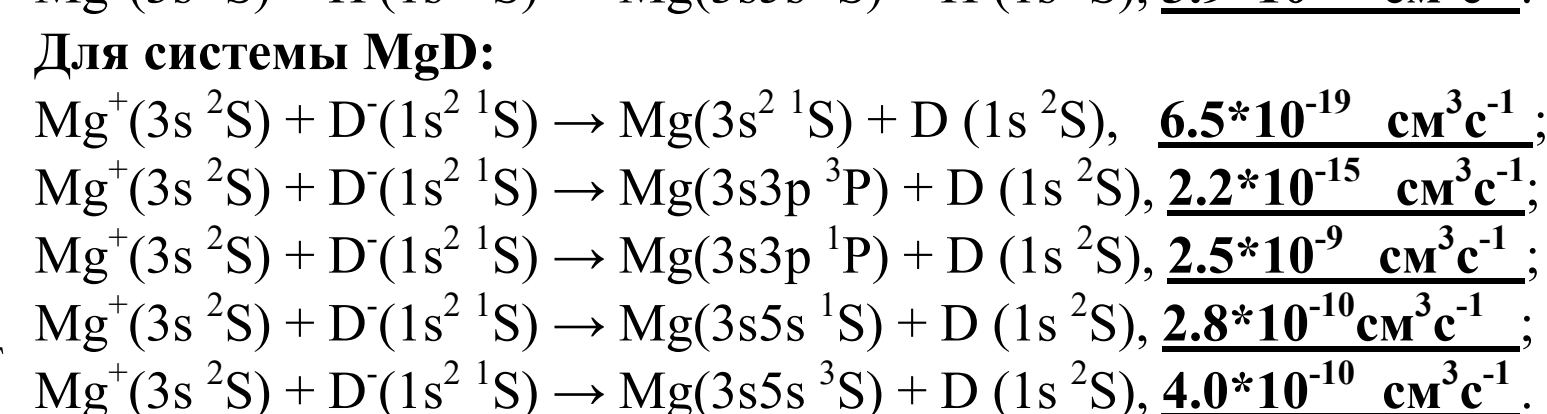 Для системы MgD:
Mg⁺(3s ²S) + D⁻(1s² ¹S) → Mg(3s² ¹S) + D (1s ²S), 6.5*10⁻¹⁹ см³с⁻¹ ;
Mg⁺(3s ²S) + D⁻(1s² ¹S) → Mg(3s3p ³P) + D (1s ²S), 2.2*10⁻¹⁵ см³с⁻¹;
Mg⁺(3s ²S) + D⁻(1s² ¹S) → Mg(3s3p ¹P) + D (1s ²S), 2.5*10⁻⁹ см³с⁻¹ ;
Mg⁺(3s ²S) + D⁻(1s² ¹S) → Mg(3s5s ¹S) + D (1s ²S), 2.8*10⁻¹⁰см³с⁻¹ ;
Mg⁺(3s ²S) + D⁻(1s² ¹S) → Mg(3s5s ³S) + D (1s ²S), 4.0*10⁻¹⁰ см³с⁻¹ .